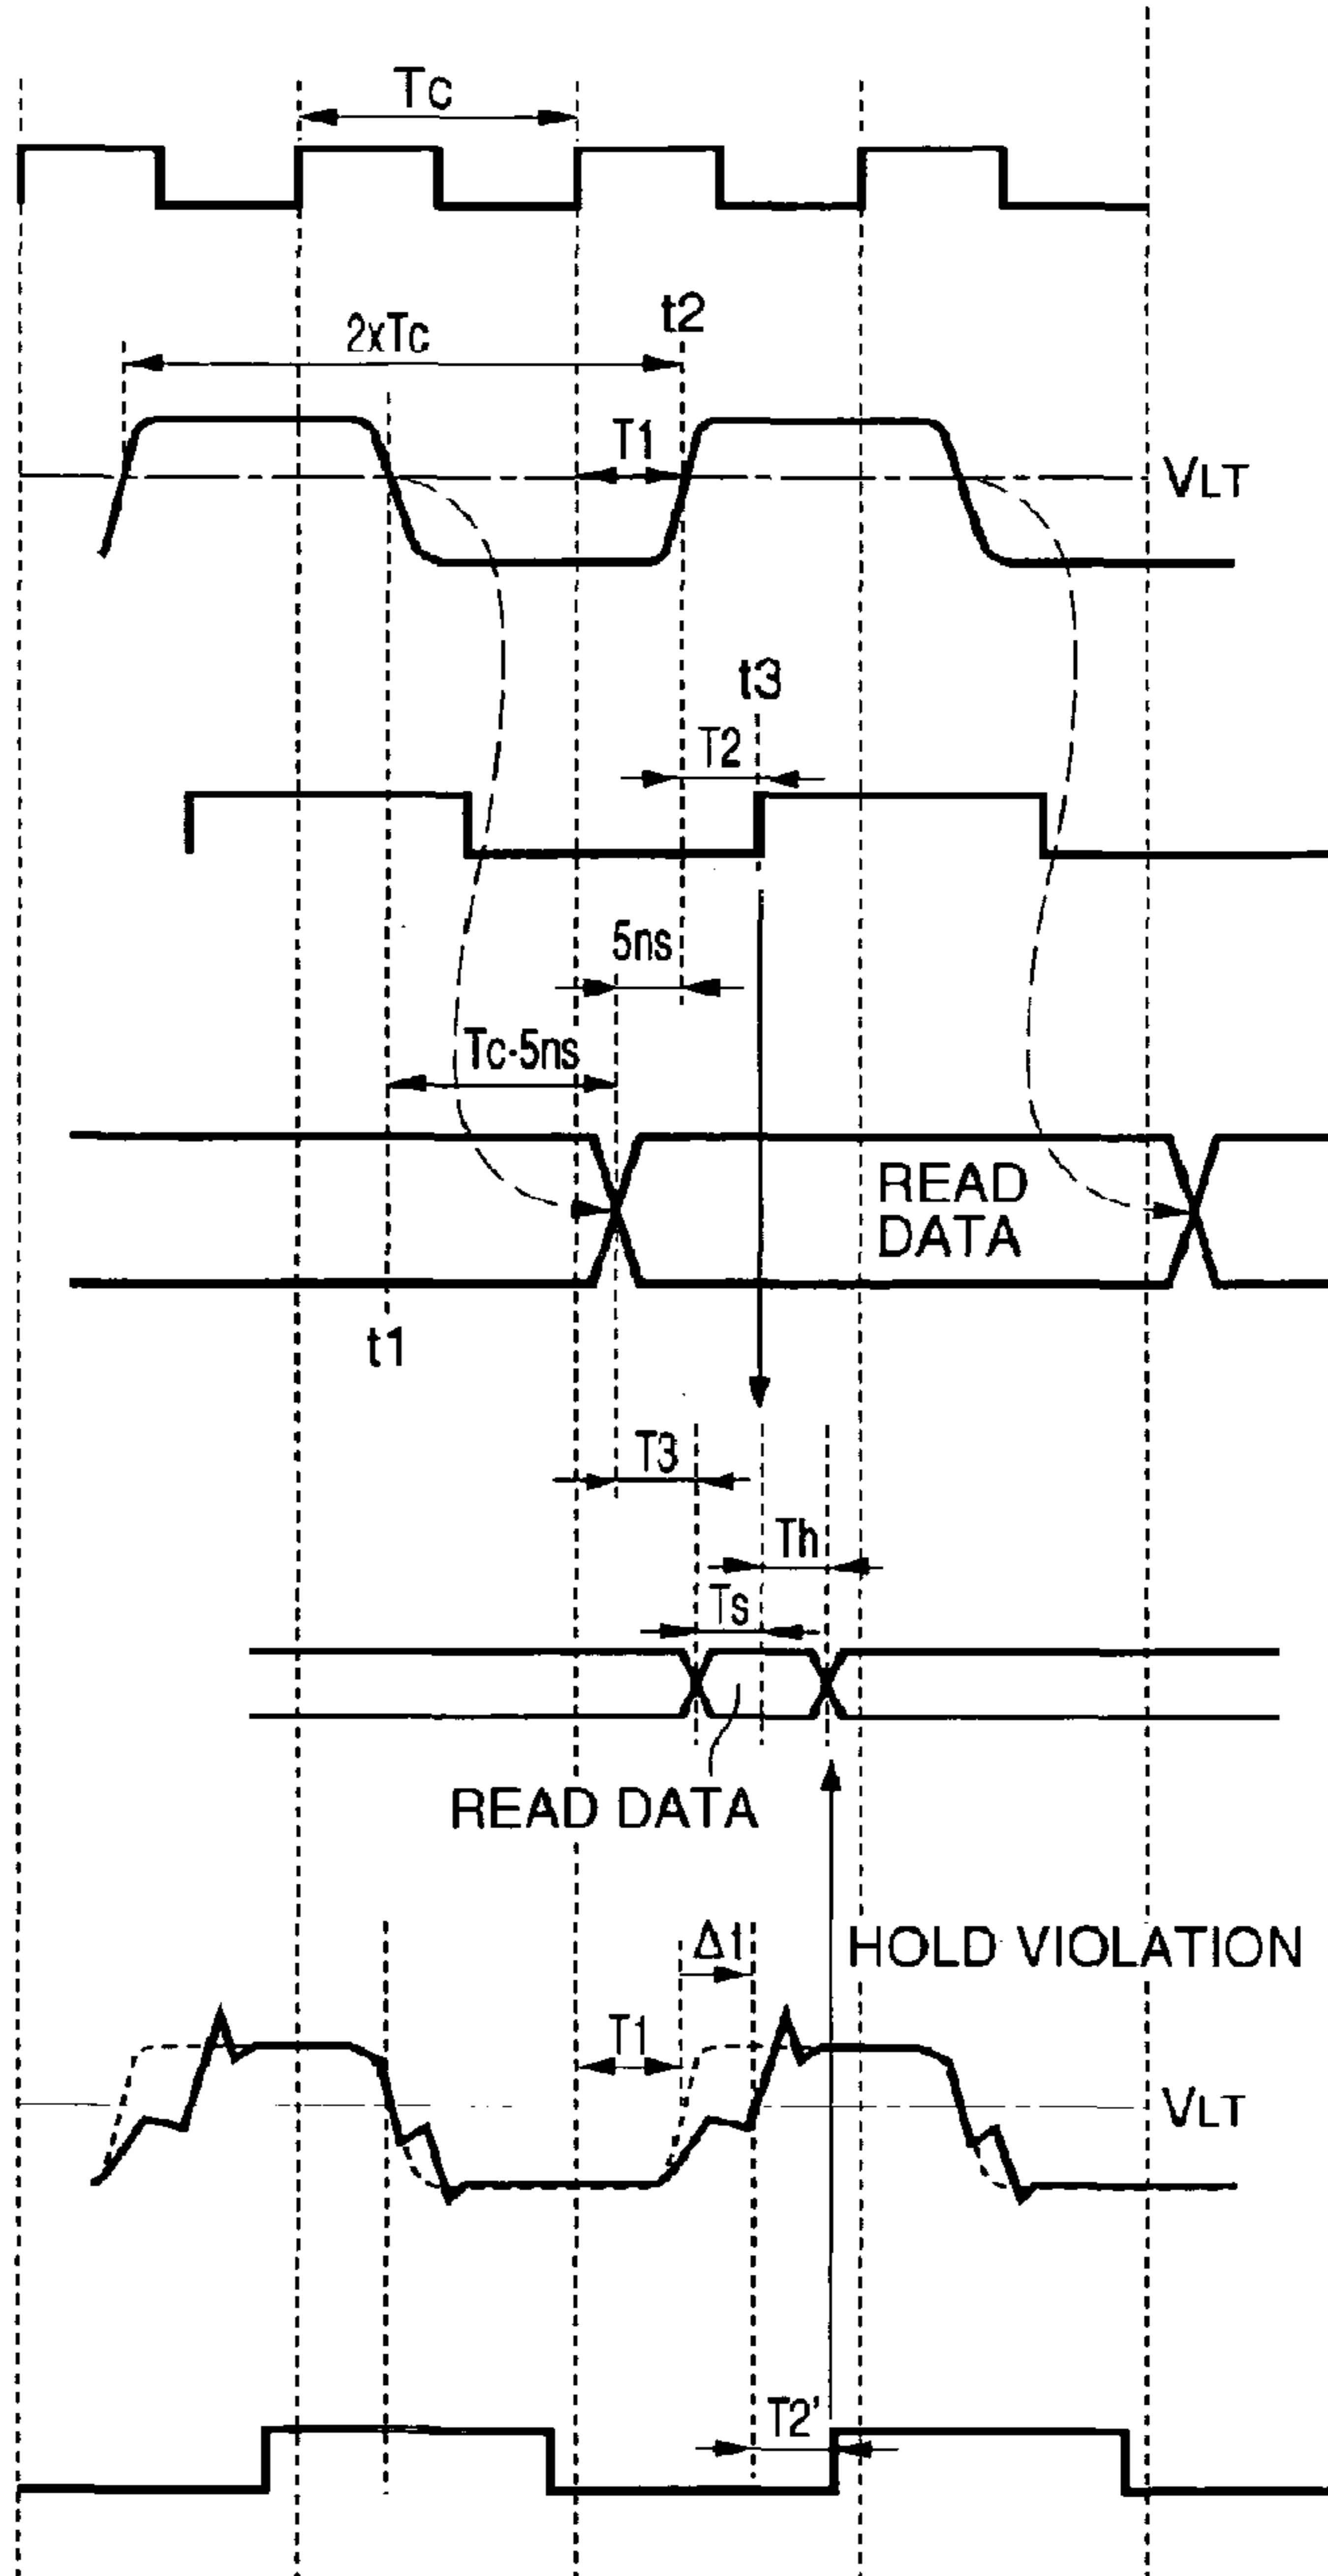 Tc
t2
2xTc
T1
VLT
t3
T2
5ns
Tc-5ns
READ
DATA
t1
T3
Th
Ts
READ DATA
Δt
HOLD VIOLATION
T1
VLT
T2'